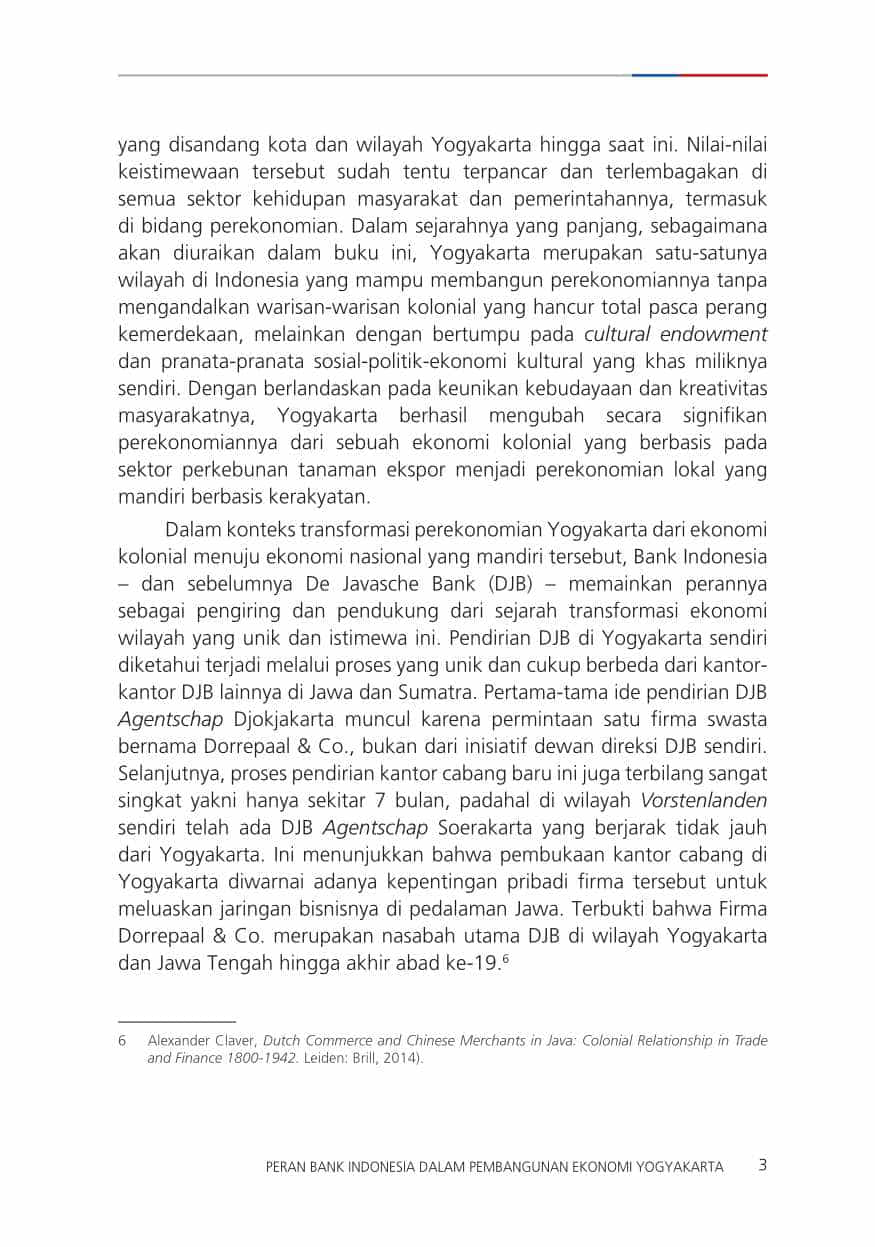 yang disandang kota dan wilayah Yogyakarta hingga saat ini. Nilai-nilai
keistimewaan tersebut sudah tentu terpancar dan terlembagakan di
semua sektor kehidupan masyarakat dan pemerintahannya, termasuk
di bidang perekonomian. Dalam sejarahnya yang panjang, sebagaimana
akan diuraikan dalam buku ini, Yogyakarta merupakan satu-satunya
wilayah di Indonesia yang mampu membangun perekonomiannya tanpa
mengandalkan warisan-warisan kolonial yang hancur total pasca perang
kemerdekaan, melainkan dengan bertumpu pada cultural endowment
dan pranata-pranata sosial-politik-ekonomi kultural yang khas miliknya
sendiri. Dengan berlandaskan pada keunikan kebudayaan dan kreativitas
masyarakatnya, Yogyakarta berhasil mengubah secara signifikan
perekonomiannya dari sebuah ekonomi kolonial yang berbasis pada
sektor perkebunan tanaman ekspor menjadi perekonomian lokal yang
mandiri berbasis kerakyatan.
Dalam konteks transformasi perekonomian Yogyakarta dari ekonomi
kolonial menuju ekonomi nasional yang mandiri tersebut, Bank Indonesia
– dan sebelumnya De Javasche Bank (DJB) – memainkan perannya
sebagai pengiring dan pendukung dari sejarah transformasi ekonomi
wilayah yang unik dan istimewa ini. Pendirian DJB di Yogyakarta sendiri
diketahui terjadi melalui proses yang unik dan cukup berbeda dari kantor-
kantor DJB lainnya di Jawa dan Sumatra. Pertama-tama ide pendirian DJB
Agentschap Djokjakarta muncul karena permintaan satu firma swasta
bernama Dorrepaal & Co., bukan dari inisiatif dewan direksi DJB sendiri.
Selanjutnya, proses pendirian kantor cabang baru ini juga terbilang sangat
singkat yakni hanya sekitar 7 bulan, padahal di wilayah Vorstenlanden
sendiri telah ada DJB Agentschap Soerakarta yang berjarak tidak jauh
dari Yogyakarta. Ini menunjukkan bahwa pembukaan kantor cabang di
Yogyakarta diwarnai adanya kepentingan pribadi firma tersebut untuk
meluaskan jaringan bisnisnya di pedalaman Jawa. Terbukti bahwa Firma
Dorrepaal & Co. merupakan nasabah utama DJB di wilayah Yogyakarta
dan Jawa Tengah hingga akhir abad ke-19.⁶
6 Alexander Claver, Dutch Commerce and Chinese Merchants in Java: Colonial Relationship in Trade
and Finance 1800-1942. Leiden: Brill, 2014).
PERAN BANK INDONESIA DALAM PEMBANGUNAN EKONOMI YOGYAKARTA 3